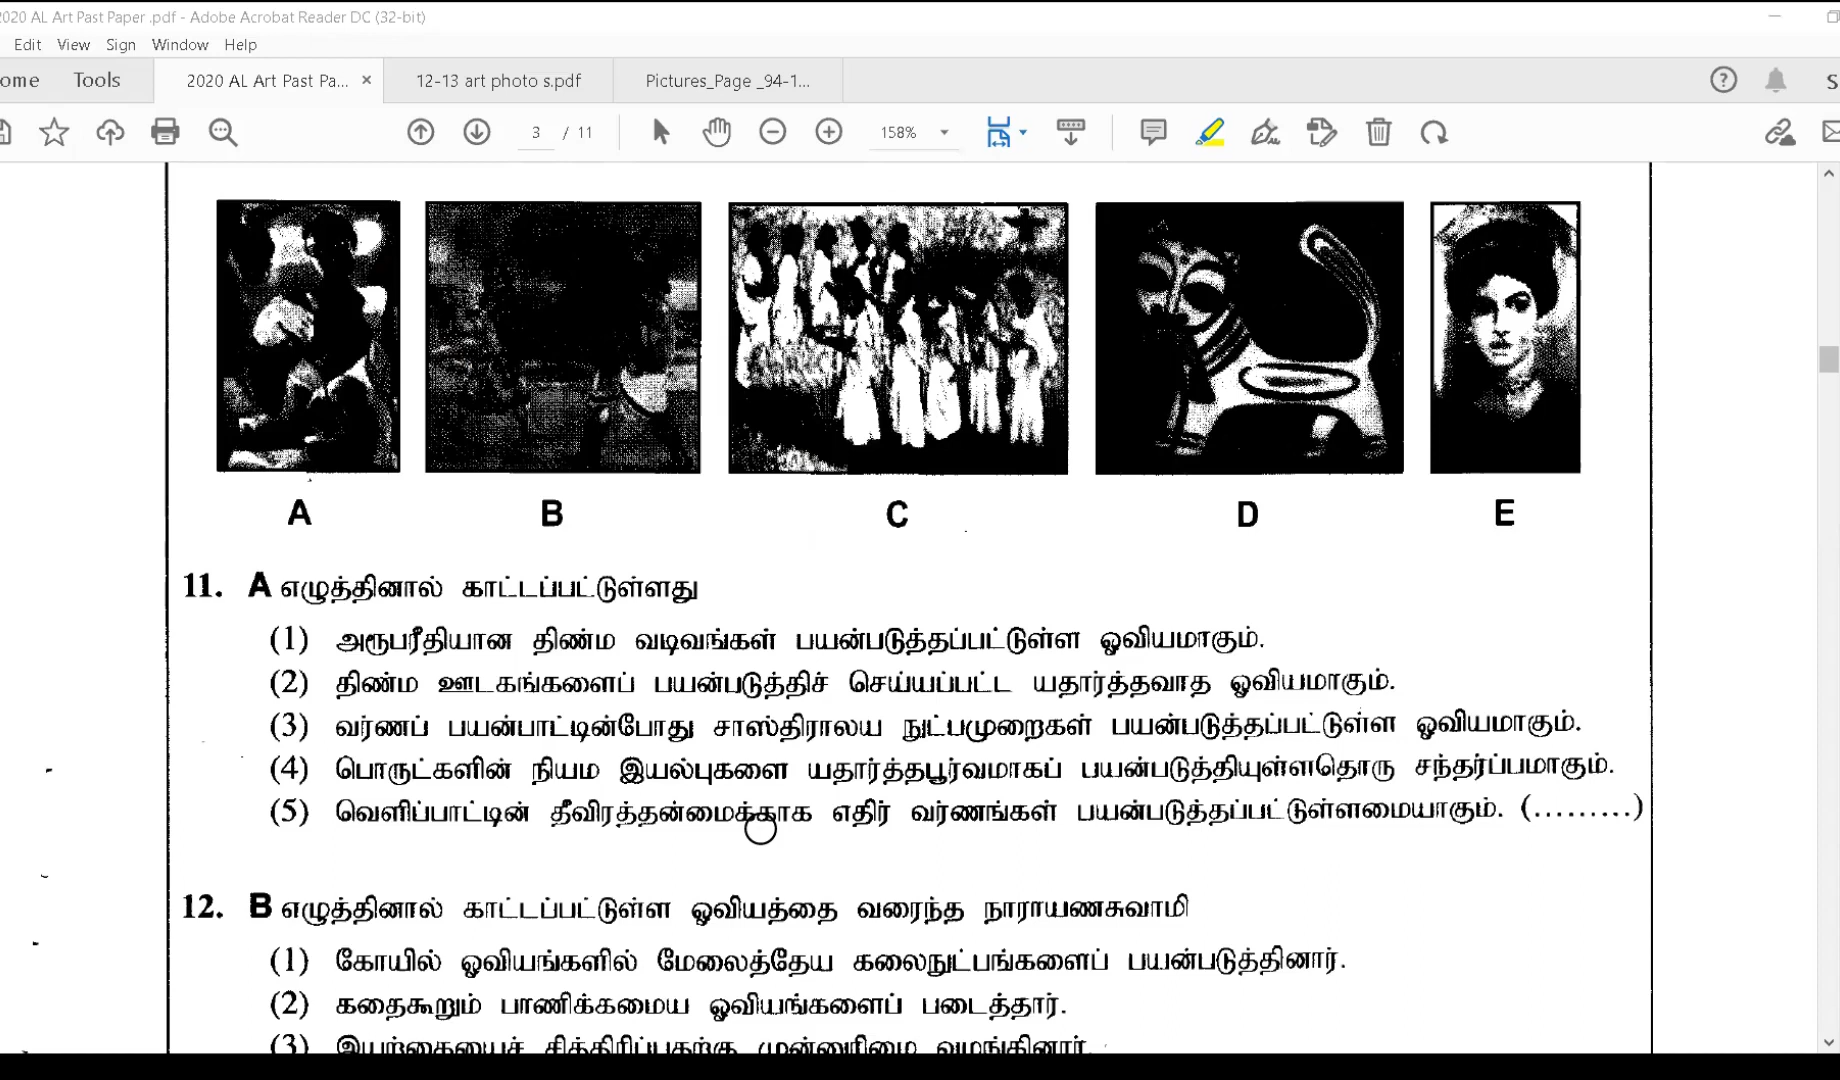 2020 AL Art Past Paper .pdf - Adobe Acrobat Reader DC (32-bit)
Edit View Sign Window Help
ome Tools 2020 AL Art Past Pa... × 12-13 art photo s.pdf Pictures_Page _94-1... S
3 / 11 158%
A B C D E
11. A எழுத்தினால் காட்டப்பட்டுள்ளது
(1) அரூபரீதியான திண்ம வடிவங்கள் பயன்படுத்தப்பட்டுள்ள ஓவியமாகும்.
(2) திண்ம ஊடகங்களைப் பயன்படுத்திச் செய்யப்பட்ட யதார்த்தவாத ஓவியமாகும்.
(3) வர்ணப் பயன்பாட்டின்போது சாஸ்திராலய நுட்பமுறைகள் பயன்படுத்தப்பட்டுள்ள ஓவியமாகும்.
(4) பொருட்களின் நியம இயல்புகளை யதார்த்தபூர்வமாகப் பயன்படுத்தியுள்ளதொரு சந்தர்ப்பமாகும்.
(5) வெளிப்பாட்டின் தீவிரத்தன்மைக்காக எதிர் வர்ணங்கள் பயன்படுத்தப்பட்டுள்ளமையாகும். (.........)
12. B எழுத்தினால் காட்டப்பட்டுள்ள ஓவியத்தை வரைந்த நாராயணசுவாமி
(1) கோயில் ஓவியங்களில் மேலைத்தேய கலைநுட்பங்களைப் பயன்படுத்தினார்.
(2) கதைகூறும் பாணிக்கமைய ஓவியங்களைப் படைத்தார்.
(3) இயற்கையைச் சித்திரிப்பதற்கு முன்னுரிமை வழங்கினார்.